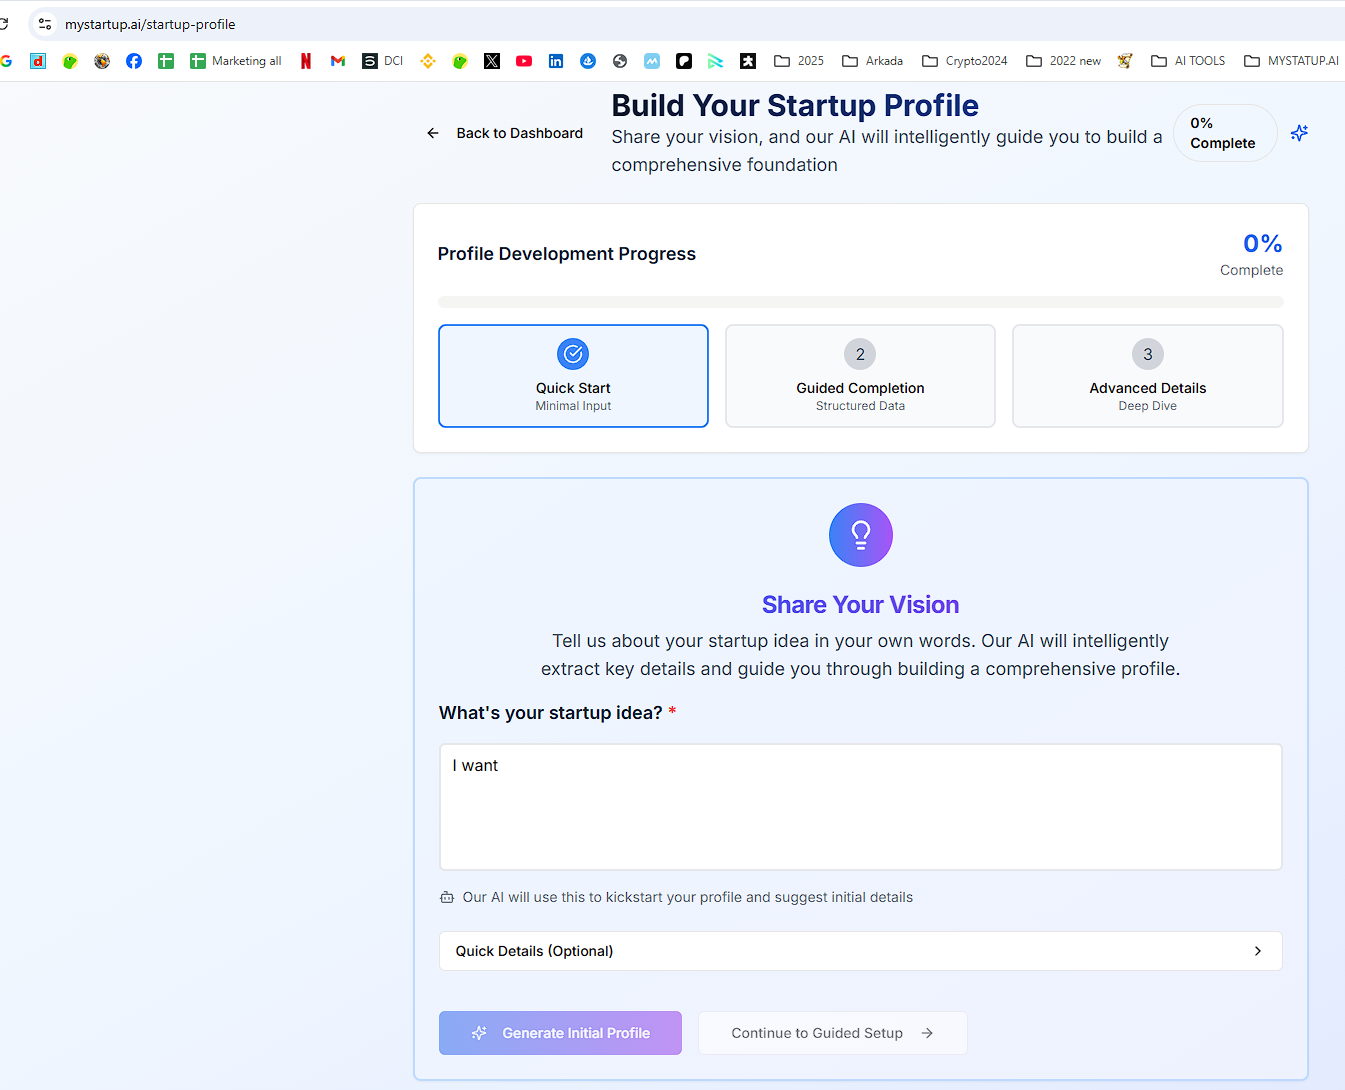 mystartup.ai/startup-profile
Marketing all
DCI
2025
Arkada
Crypto2024
2022 new
AI TOOLS
MYSTATUP.AI
Back to Dashboard
Build Your Startup Profile
Share your vision, and our AI will intelligently guide you to build a
comprehensive foundation
0%
Complete
Profile Development Progress
0%
Complete
Quick Start
Minimal Input
2
Guided Completion
Structured Data
3
Advanced Details
Deep Dive
Share Your Vision
Tell us about your startup idea in your own words. Our AI will intelligently
extract key details and guide you through building a comprehensive profile.
What's your startup idea? *
I want
Our AI will use this to kickstart your profile and suggest initial details
Quick Details (Optional)
Generate Initial Profile
Continue to Guided Setup